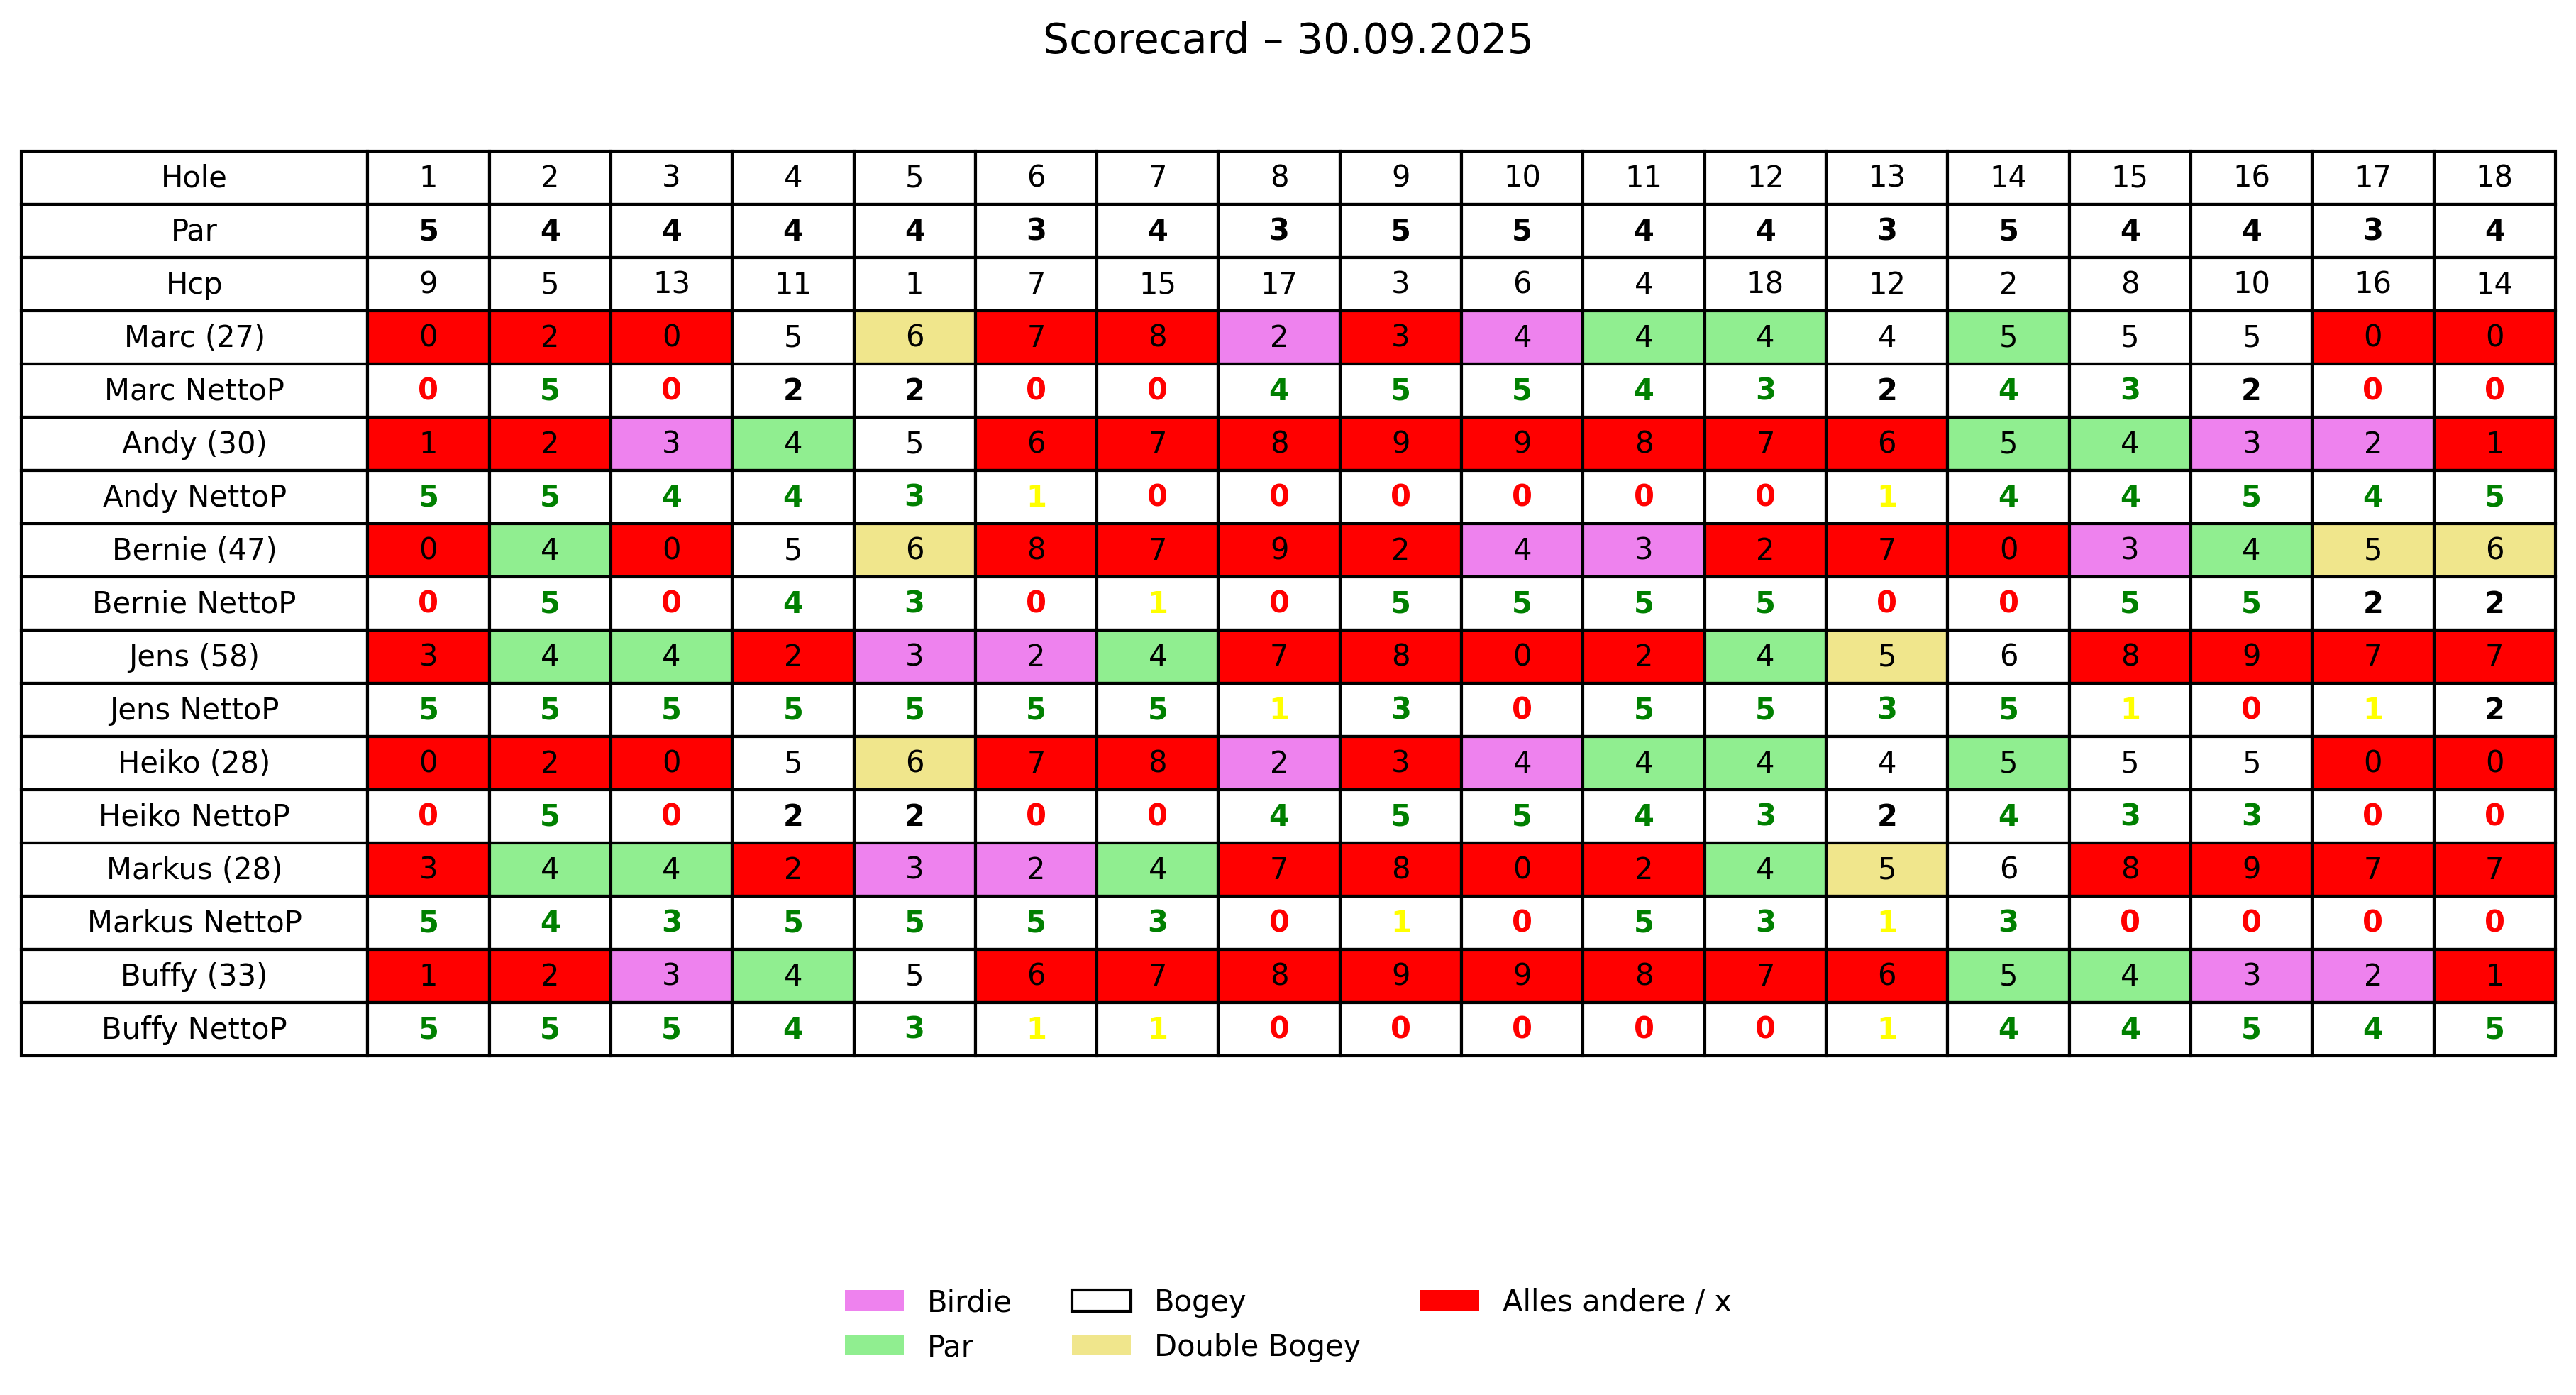 Scorecard – 30.09.2025
Hole 1 2 3 4 5 6 7 8 9 10 11 12 13 14 15 16 17 18
Par 5 4 4 4 4 3 4 3 5 5 4 4 3 5 4 4 3 4
Hcp 9 5 13 11 1 7 15 17 3 6 4 18 12 2 8 10 16 14
Marc (27) 0 2 0 5 6 7 8 2 3 4 4 4 4 5 5 5 0 0
Marc NettoP 0 5 0 2 2 0 0 4 5 5 4 3 2 4 3 2 0 0
Andy (30) 1 2 3 4 5 6 7 8 9 9 8 7 6 5 4 3 2 1
Andy NettoP 5 5 4 4 3 1 0 0 0 0 0 0 1 4 4 5 4 5
Bernie (47) 0 4 0 5 6 8 7 9 2 4 3 2 7 0 3 4 5 6
Bernie NettoP 0 5 0 4 3 0 1 0 5 5 5 5 0 0 5 5 2 2
Jens (58) 3 4 4 2 3 2 4 7 8 0 2 4 5 6 8 9 7 7
Jens NettoP 5 5 5 5 5 5 5 1 3 0 5 5 3 5 1 0 1 2
Heiko (28) 0 2 0 5 6 7 8 2 3 4 4 4 4 5 5 5 0 0
Heiko NettoP 0 5 0 2 2 0 0 4 5 5 4 3 2 4 3 3 0 0
Markus (28) 3 4 4 2 3 2 4 7 8 0 2 4 5 6 8 9 7 7
Markus NettoP 5 4 3 5 5 5 3 0 1 0 5 3 1 3 0 0 0 0
Buffy (33) 1 2 3 4 5 6 7 8 9 9 8 7 6 5 4 3 2 1
Buffy NettoP 5 5 5 4 3 1 1 0 0 0 0 0 1 4 4 5 4 5
Birdie Bogey Alles andere / x
Par Double Bogey